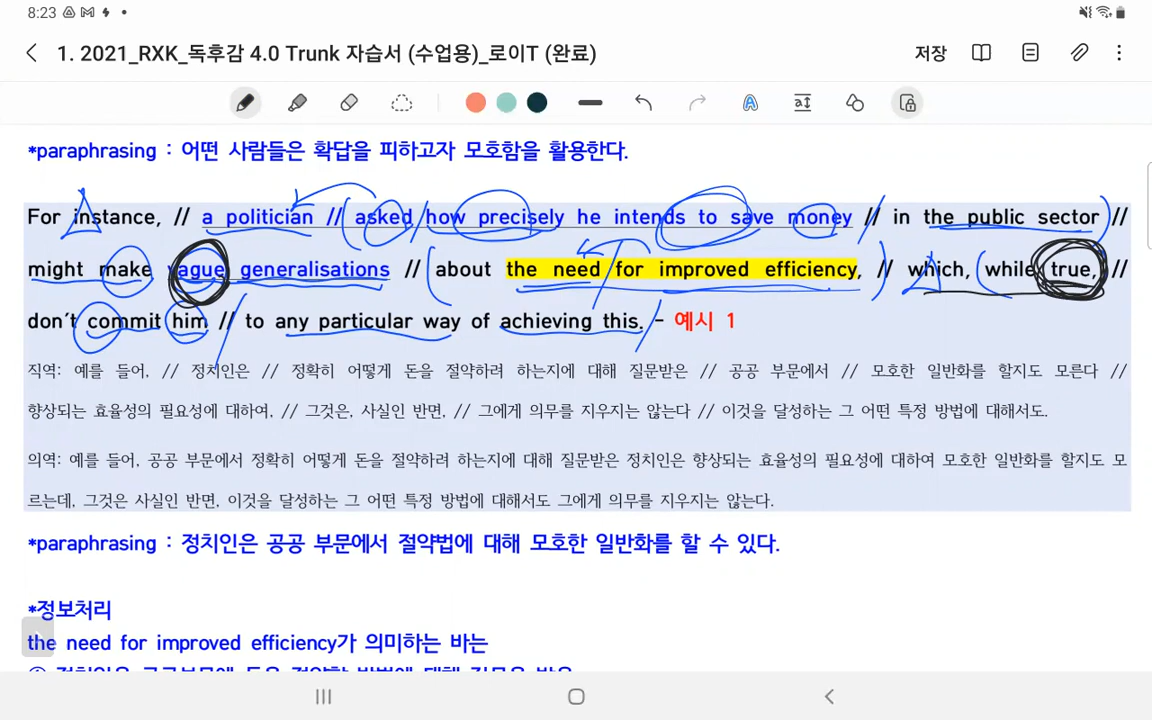 8:23
1. 2021_RXK_독후감 4.0 Trunk 자습서 (수업용)_로이T (완료)
저장
*paraphrasing : 어떤 사람들은 확답을 피하고자 모호함을 활용한다.
For instance, // a politician // asked how precisely he intends to save money // in the public sector //
might make vague generalisations // about the need for improved efficiency, // which, while true, //
don't commit him // to any particular way of achieving this. - 예시 1
직역: 예를 들어, // 정치인은 // 정확히 어떻게 돈을 절약하려 하는지에 대해 질문받은 // 공공 부문에서 // 모호한 일반화를 할지도 모른다 //
향상되는 효율성의 필요성에 대하여, // 그것은, 사실인 반면, // 그에게 의무를 지우지는 않는다 // 이것을 달성하는 그 어떤 특정 방법에 대해서도.
의역: 예를 들어, 공공 부문에서 정확히 어떻게 돈을 절약하려 하는지에 대해 질문받은 정치인은 향상되는 효율성의 필요성에 대하여 모호한 일반화를 할지도 모
르는데, 그것은 사실인 반면, 이것을 달성하는 그 어떤 특정 방법에 대해서도 그에게 의무를 지우지는 않는다.
*paraphrasing : 정치인은 공공 부문에서 절약법에 대해 모호한 일반화를 할 수 있다.
*정보처리
the need for improved efficiency가 의미하는 바는